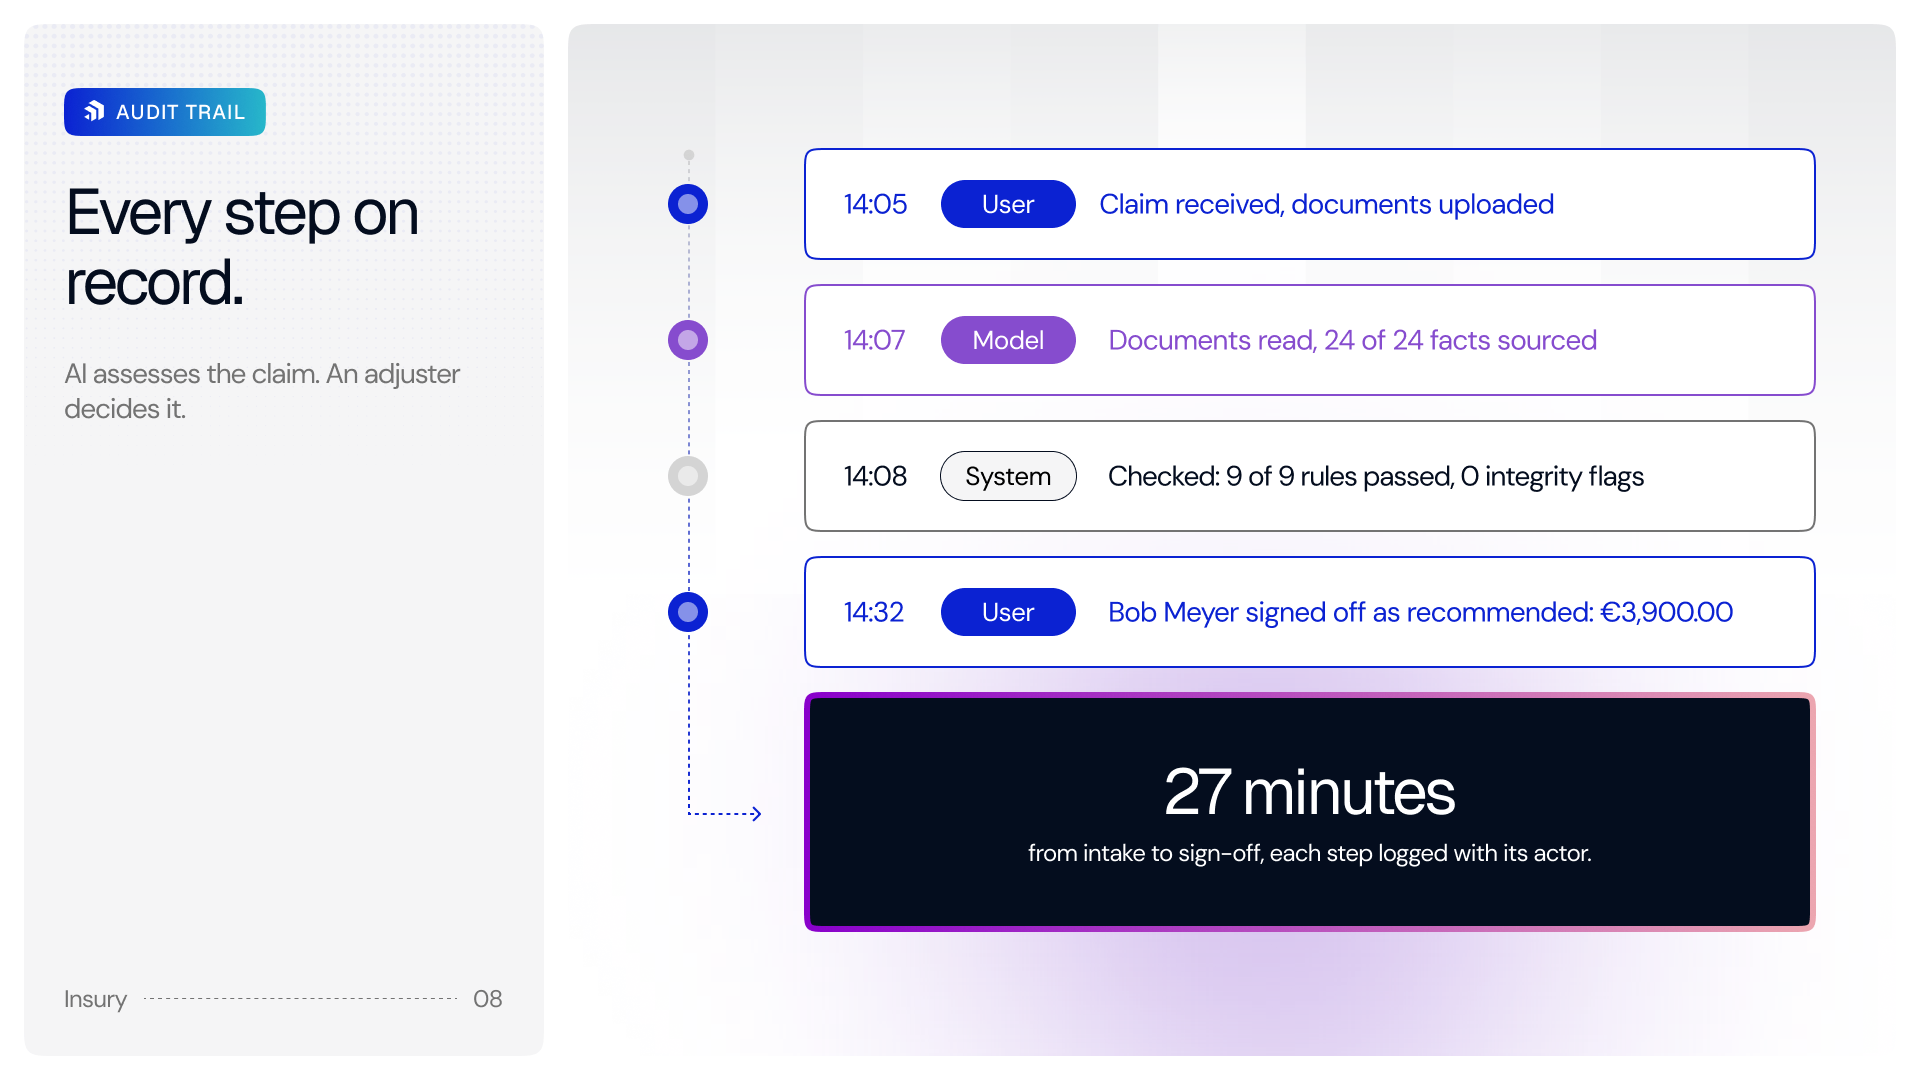 AUDIT TRAIL
Every step on
record.
AI assesses the claim. An adjuster
decides it.
Insury
08
14:05 User Claim received, documents uploaded
14:07 Model Documents read, 24 of 24 facts sourced
14:08 System Checked: 9 of 9 rules passed, 0 integrity flags
14:32 User Bob Meyer signed off as recommended: €3,900.00
27 minutes
from intake to sign-off, each step logged with its actor.